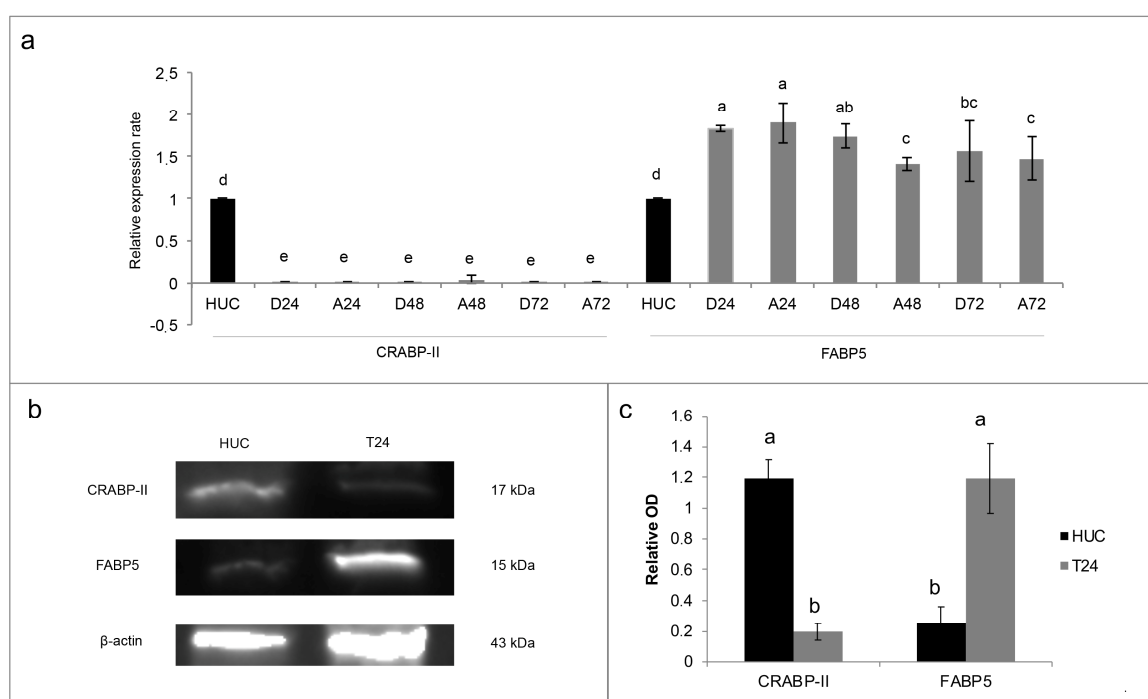 a
Relative expression rate
2.5
2
1.5
1
0.5
0
-0.5
d
e e e e e e
d
a a ab c bc c
HUC D24 A24 D48 A48 D72 A72 HUC D24 A24 D48 A48 D72 A72
CRABP-II FABP5
b
HUC T24
CRABP-II 17 kDa
FABP5 15 kDa
β-actin 43 kDa
c
Relative OD
1.6
1.4
1.2
1
0.8
0.6
0.4
0.2
0
a b b a
CRABP-II FABP5
HUC
T24